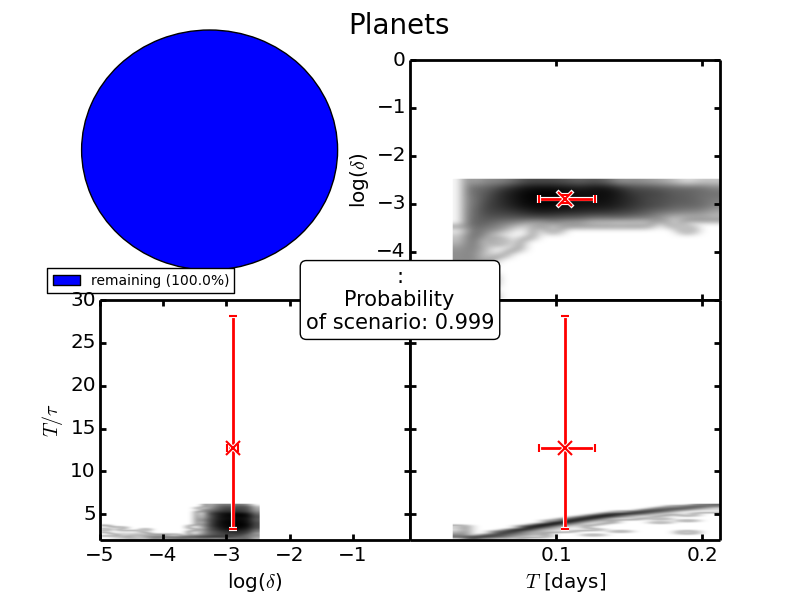 Planets
0
−1
−2
−3
−4
log(δ)
remaining (100.0%)
:
Probability
of scenario: 0.999
30
25
20
15
10
5
T/τ
−5
−4
−3
−2
−1
log(δ)
0.1
0.2
T [days]